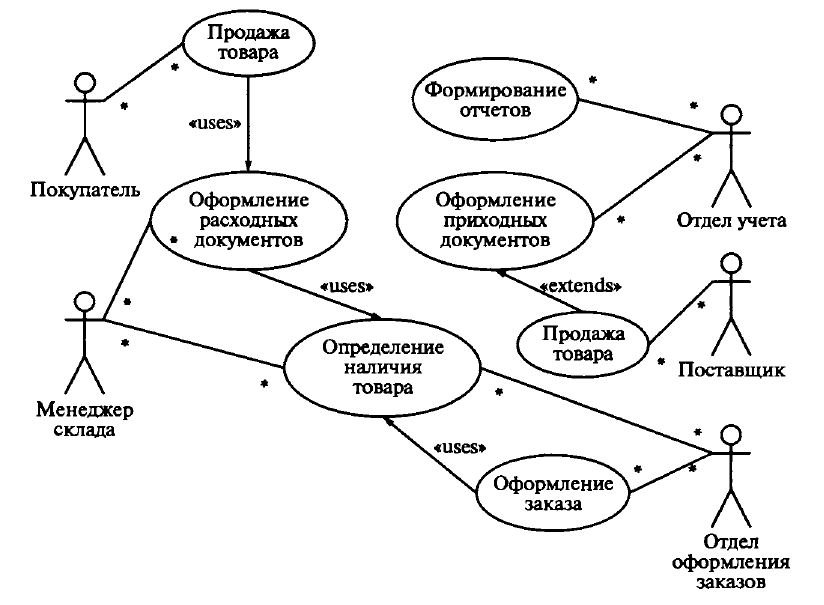 Продажа
товара
«uses»
Покупатель
Формирование
отчетов
Отдел учета
Оформление
расходных
документов
Оформление
приходных
документов
«uses»
«extends»
Поставщик
Продажа
товара
Менеджер
склада
Определение
наличия
товара
«uses»
Оформление
заказа
Отдел
оформления
заказов